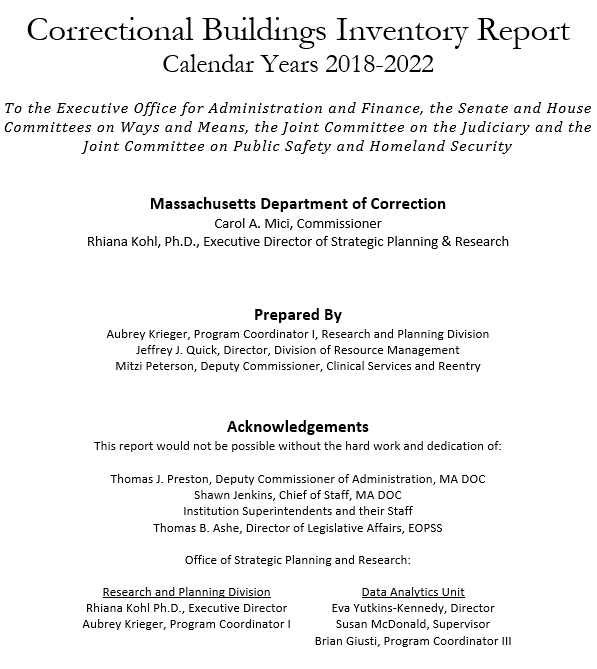 Correctional Buildings Inventory Report
Calendar Years 2018-2022
To the Executive Office for Administration and Finance, the Senate and House
Committees on Ways and Means, the Joint Committee on the Judiciary and the
Joint Committee on Public Safety and Homeland Security
Massachusetts Department of Correction
Carol A. Mici, Commissioner
Rhiana Kohl, Ph.D., Executive Director of Strategic Planning & Research
Prepared By
Aubrey Krieger, Program Coordinator I, Research and Planning Division
Jeffrey J. Quick, Director, Division of Resource Management
Mitzi Peterson, Deputy Commissioner, Clinical Services and Reentry
Acknowledgements
This report would not be possible without the hard work and dedication of:
Thomas J. Preston, Deputy Commissioner of Administration, MA DOC
Shawn Jenkins, Chief of Staff, MA DOC
Institution Superintendents and their Staff
Thomas B. Ashe, Director of Legislative Affairs, EOPSS
Office of Strategic Planning and Research:
Research and Planning Division
Rhiana Kohl Ph.D., Executive Director
Aubrey Krieger, Program Coordinator I
Data Analytics Unit
Eva Yutkins-Kennedy, Director
Susan McDonald, Supervisor
Brian Giusti, Program Coordinator III